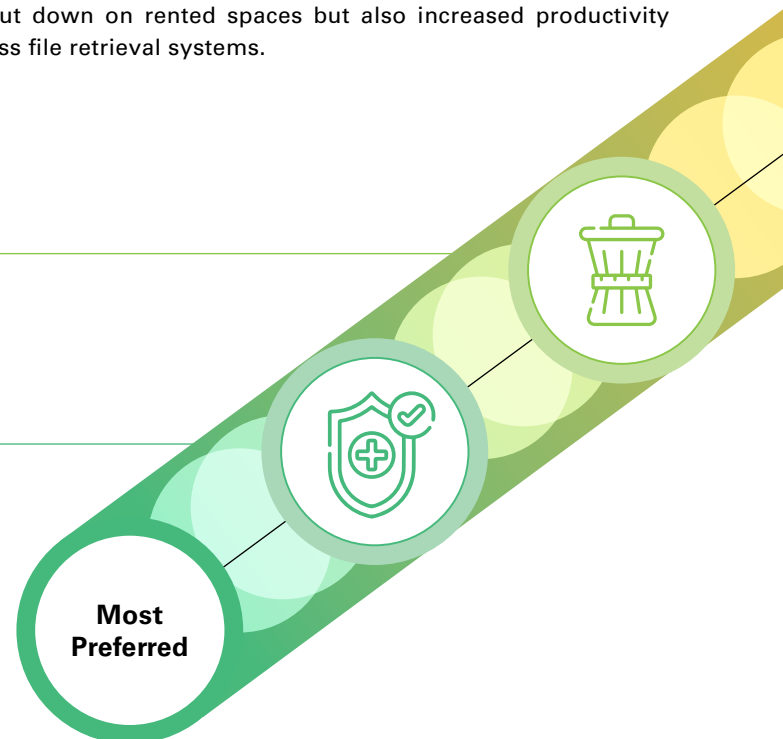 ut down on rented spaces but also increased productivity
ss file retrieval systems.
Most
Preferred